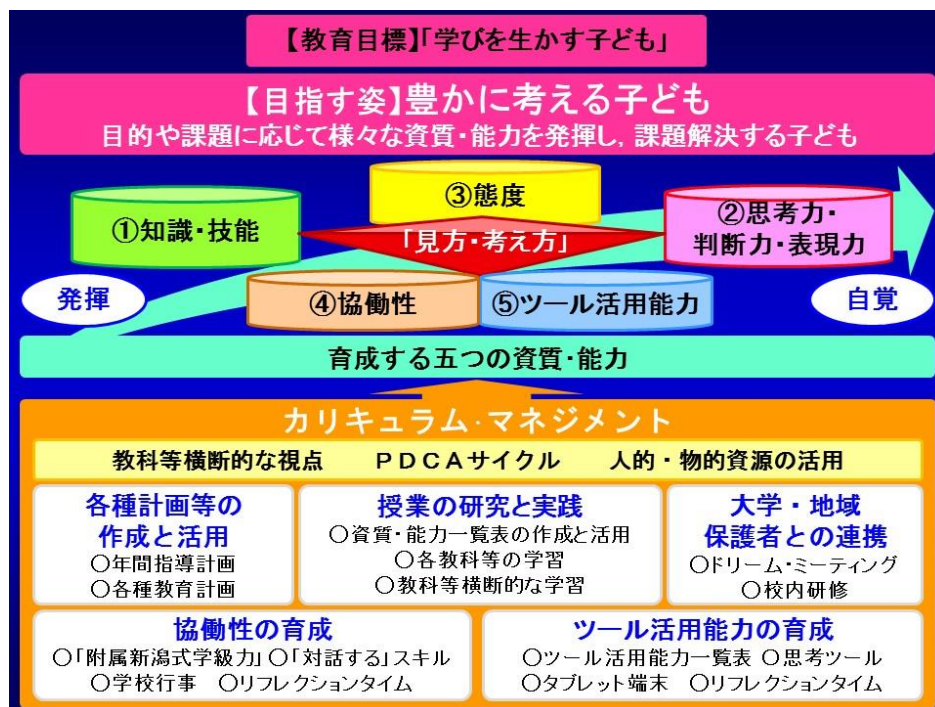 【教育目標】「学びを生かす子ども」
【目指す姿】豊かに考える子ども
目的や課題に応じて様々な資質・能力を発揮し，課題解決する子ども
①知識・技能
③態度
②思考力・
判断力・表現力
「見方・考え方」
発揮
④協働性
⑤ツール活用能力
自覚
育成する五つの資質・能力
カリキュラム・マネジメント
教科等横断的な視点　ＰＤＣＡサイクル　人的・物的資源の活用
各種計画等の
作成と活用
○年間指導計画
○各種教育計画
授業の研究と実践
○資質・能力一覧表の作成と活用
○各教科等の学習
○教科等横断的な学習
大学・地域
保護者との連携
○ドリーム・ミーティング
○校内研修
協働性の育成
○「附属新潟式学級力」○「対話する」スキル
○学校行事　○リフレクションタイム
ツール活用能力の育成
○ツール活用能力一覧表 ○思考ツール
○タブレット端末　○リフレクションタイム